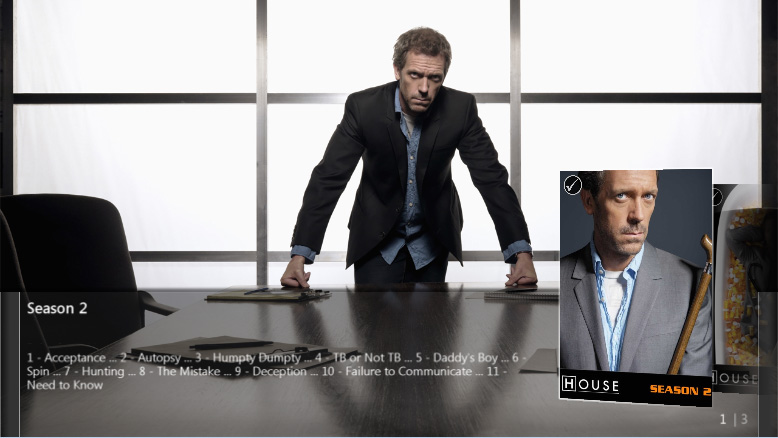 Season 2
1 - Acceptance ... 2 - Autopsy ... 3 - Humpty Dumpty ... 4 - TB or Not TB ... 5 - Daddy's Boy ... 6 -
Spin ... 7 - Hunting ... 8 - The Mistake ... 9 - Deception ... 10 - Failure to Communicate ... 11 -
Need to Know
HOUSE
SEASON 2
HOUSE
1 | 3